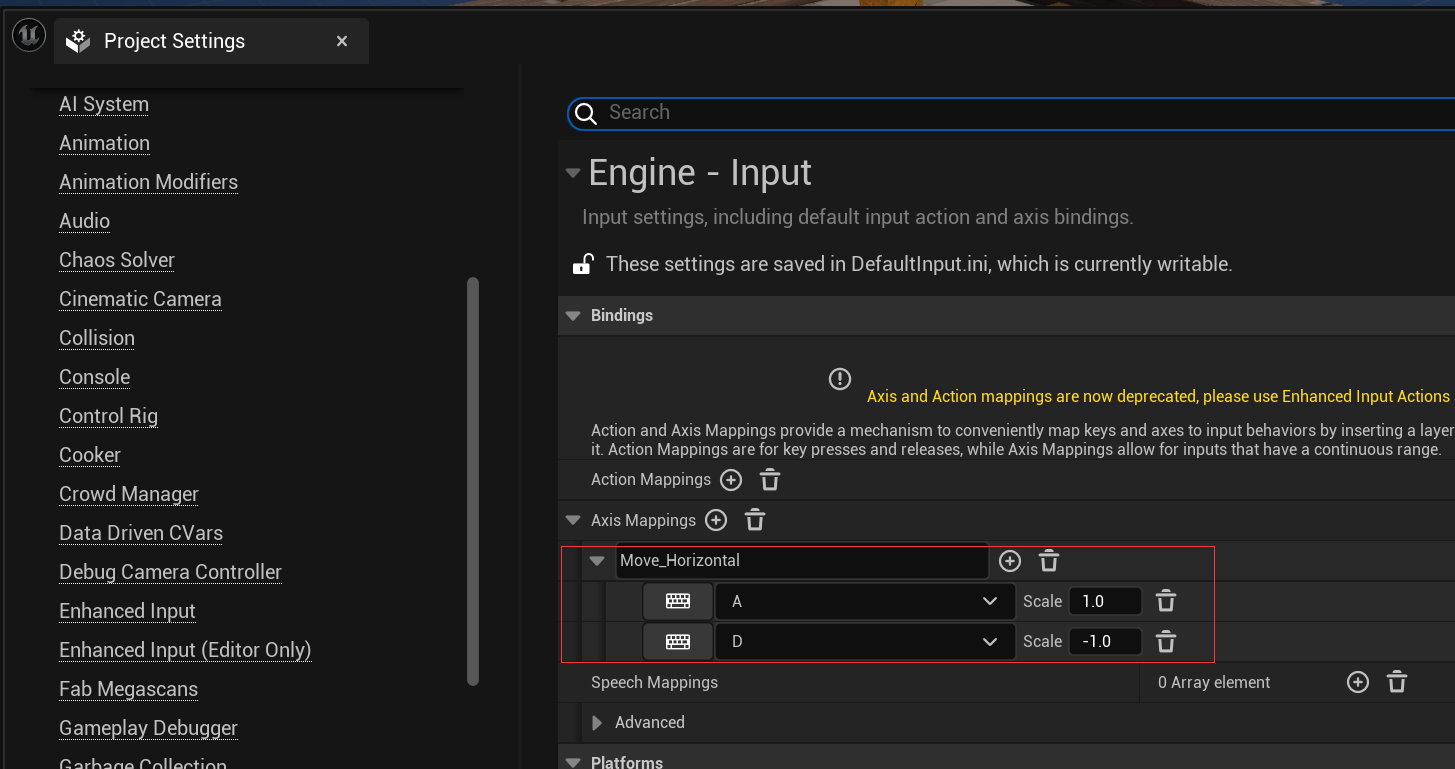 Project Settings
AI System
Animation
Animation Modifiers
Audio
Chaos Solver
Cinematic Camera
Collision
Console
Control Rig
Cooker
Crowd Manager
Data Driven CVars
Debug Camera Controller
Enhanced Input
Enhanced Input (Editor Only)
Fab Megascans
Gameplay Debugger
Garbage Collection
Search
Engine - Input
Input settings, including default input action and axis bindings.
These settings are saved in DefaultInput.ini, which is currently writable.
Bindings
Axis and Action mappings are now deprecated, please use Enhanced Input Actions
Action and Axis Mappings provide a mechanism to conveniently map keys and axes to input behaviors by inserting a layer
it. Action Mappings are for key presses and releases, while Axis Mappings allow for inputs that have a continuous range.
Action Mappings
Axis Mappings
Move_Horizontal
A Scale 1.0
D Scale -1.0
Speech Mappings 0 Array element
Advanced
Platforms